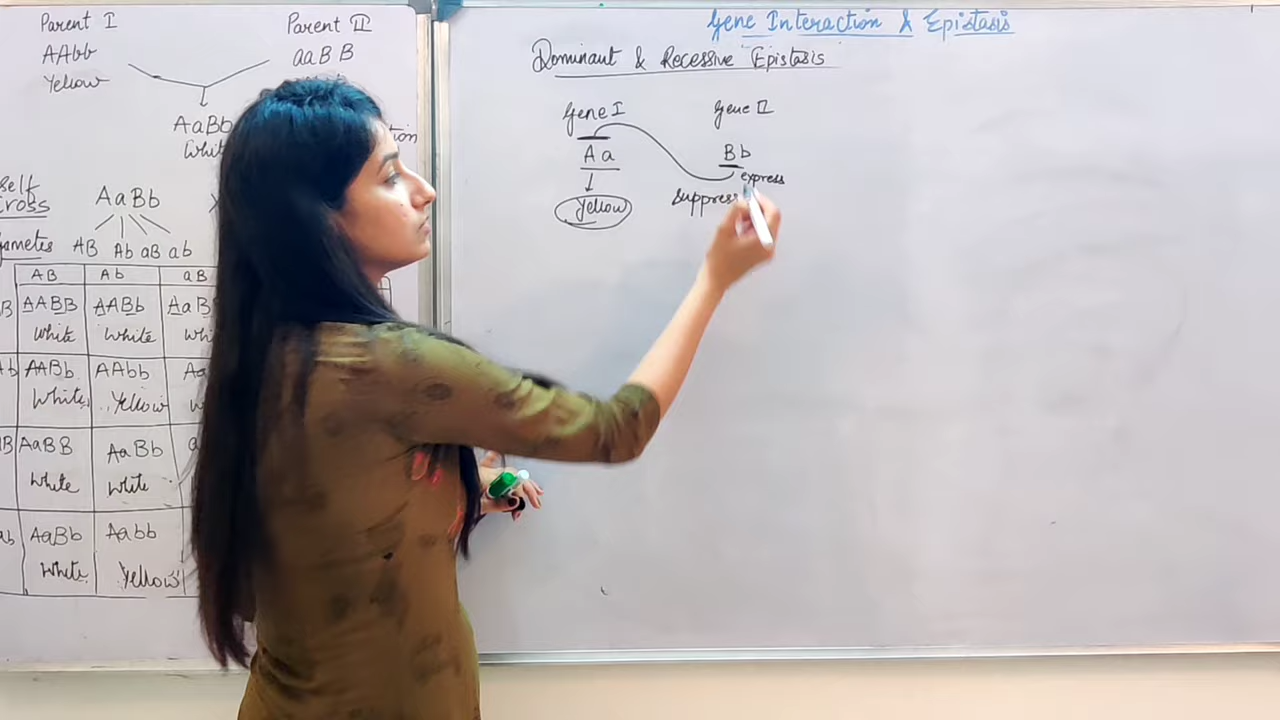 Parent I
AAbb
Yellow
Parent II
aaBB
AaBb
self
Cross
AaBb
AB Ab aB ab
AB Ab aB
AABB AABb
White White
AABb AAbb
White Yellow
AaBB AaBb
White White
ab AaBb Aabb
White Yellow
Gene Interaction & Epistasis
Dominant & Recessive Epistasis
Gene I Gene II
Aa Bb
express
Yellow suppress